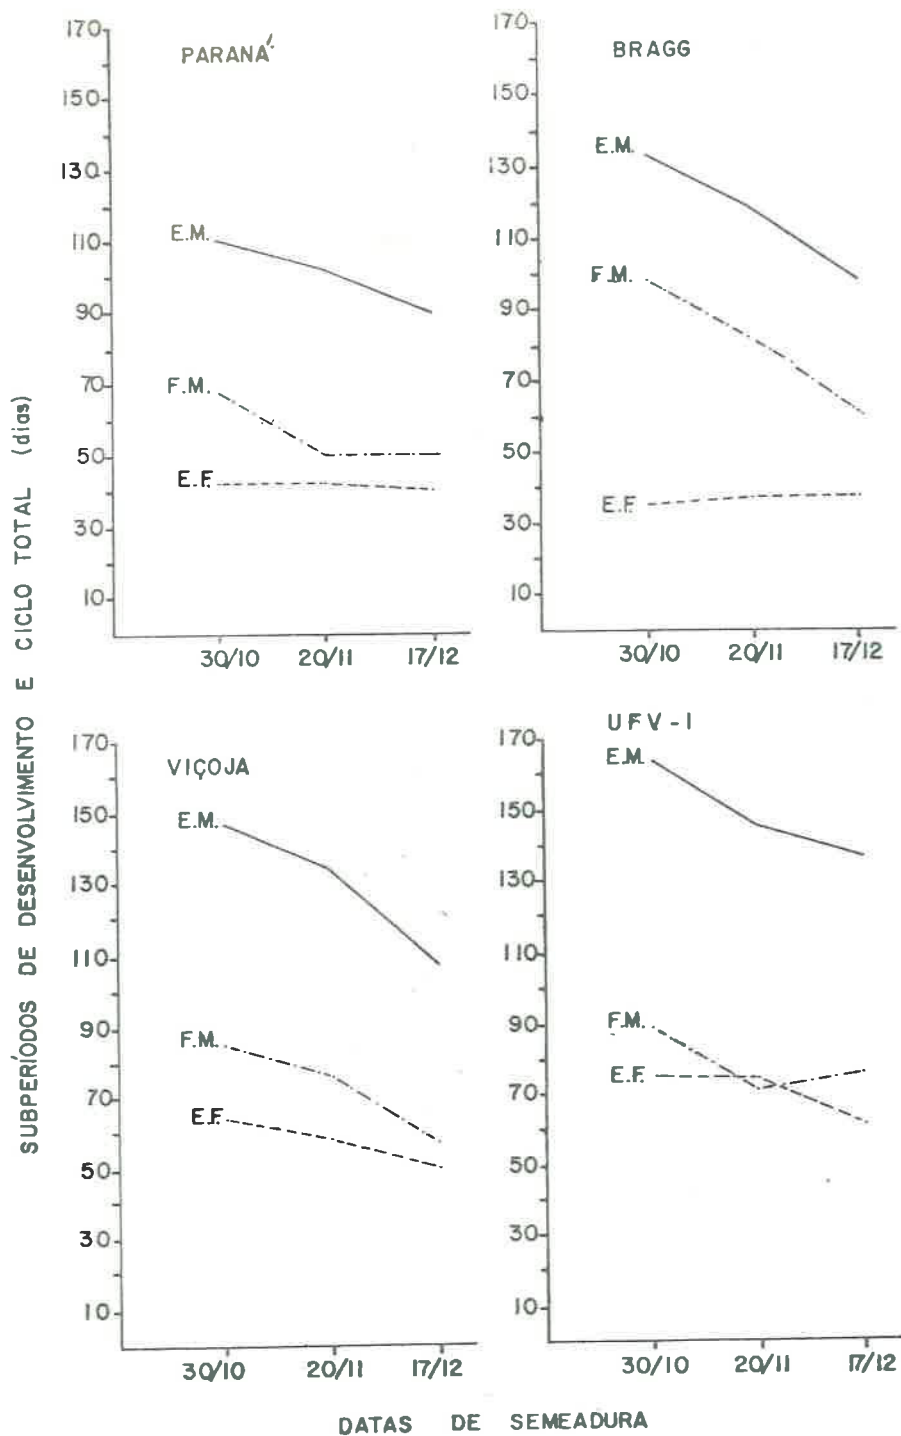 SUBPERÍODOS DE DESENVOLVIMENTO E CICLO TOTAL (dias)
PARANÁ
170
150
130
110
90
70
50
30
10
E.M.
F.M.
E.F.
30/10 20/11 17/12
BRAGG
170
150
130
110
90
70
50
30
10
E.M.
F.M.
E.F
30/10 20/11 17/12
VIÇOJA
170
150
130
110
90
70
50
30
10
E.M.
F.M.
E.F.
30/10 20/11 17/12
UFV-1
170
150
130
110
90
70
50
30
10
E.M.
F.M.
E.F.
30/10 20/11 17/12
DATAS DE SEMEADURA